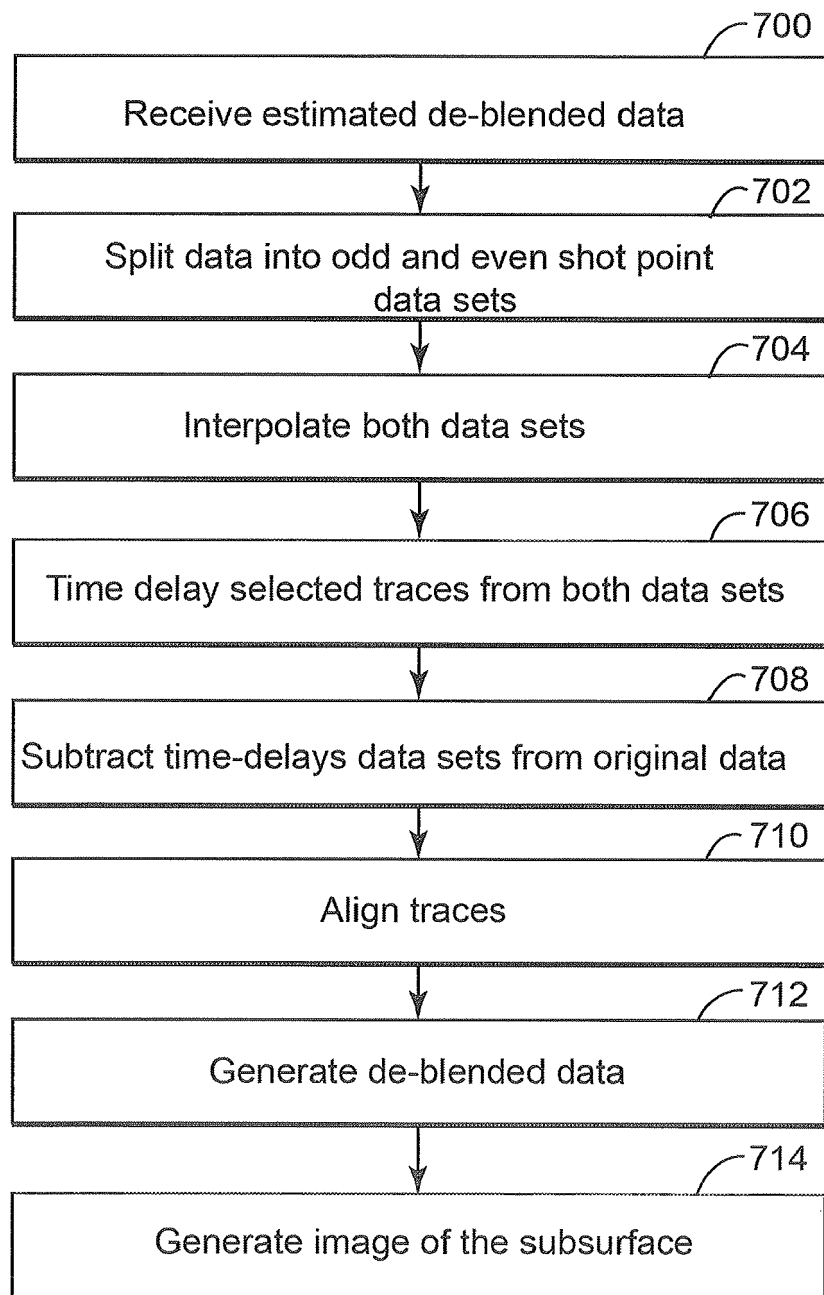 700
Receive estimated de-blended data
702
Split data into odd and even shot point
data sets
704
Interpolate both data sets
706
Time delay selected traces from both data sets
708
Subtract time-delays data sets from original data
710
Align traces
712
Generate de-blended data
714
Generate image of the subsurface